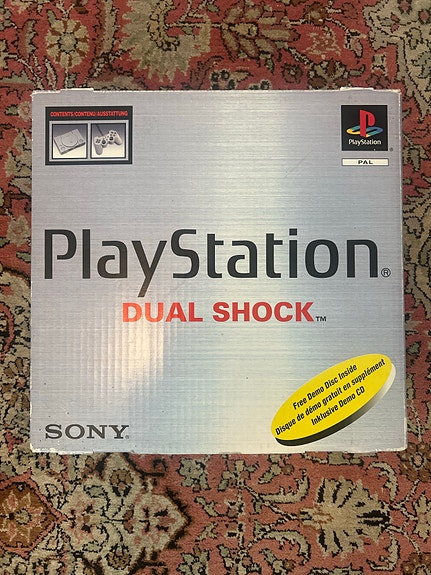 CONTENTS/CONTENU/AUSSTATTUNG
PlayStation
PAL
PlayStation®
DUAL SHOCK™
Free Demo Disc Inside
Disque de démo gratuit en supplément
Inklusive Demo CD
SONY®